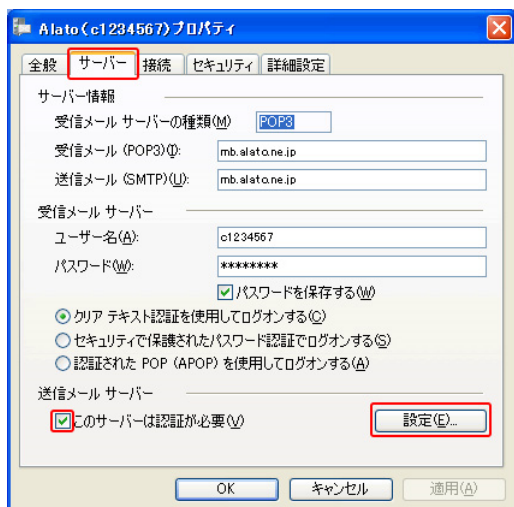 Alato(c1234567)プロパティ
全般 サーバー 接続 セキュリティ 詳細設定
サーバー情報
受信メール サーバーの種類(M) POP3
受信メール (POP3)(I): mb.alato.ne.jp
送信メール (SMTP)(U): mb.alato.ne.jp
受信メール サーバー
ユーザー名(A): c1234567
パスワード(W): ********
パスワードを保存する(W)
クリア テキスト認証を使用してログオンする(C)
セキュリティで保護されたパスワード認証でログオンする(S)
認証された POP (APOP) を使用してログオンする(A)
送信メール サーバー
このサーバーは認証が必要(V) 設定(E)...
OK キャンセル 適用(A)